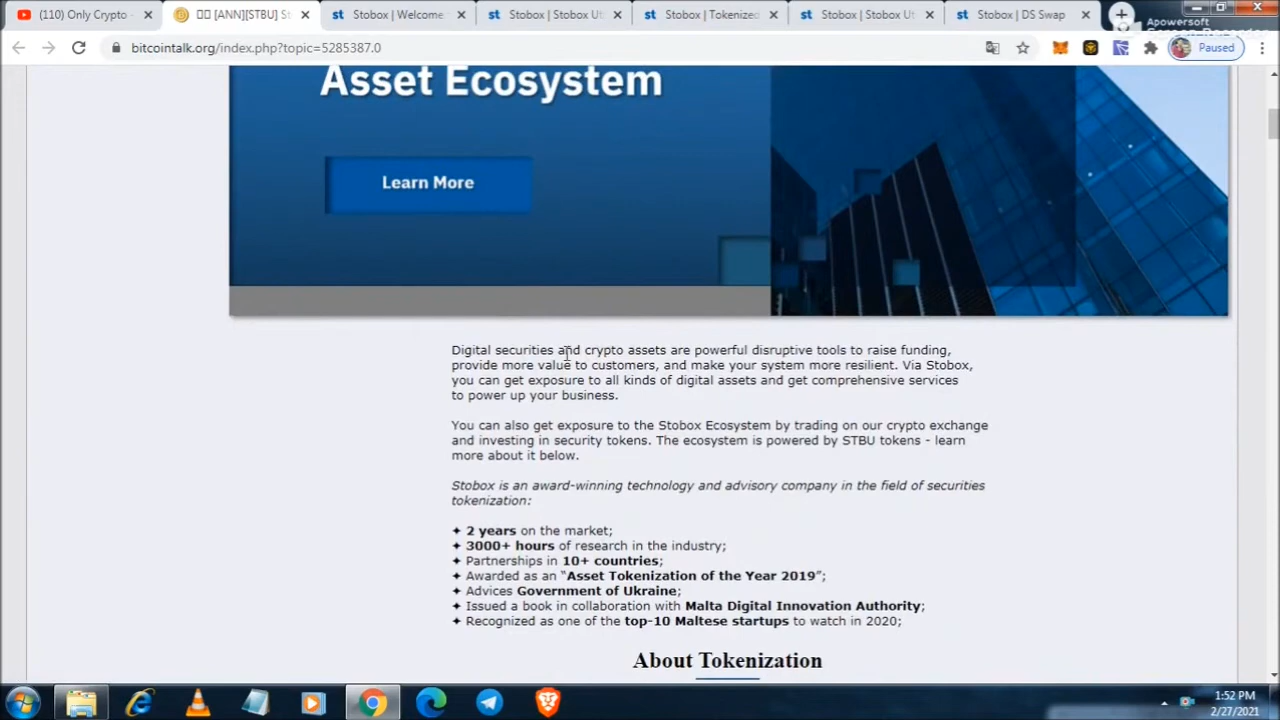 (110) Only Crypto -
[ANN][STBU] St
Stobox | Welcome
Stobox | Stobox Ut
Stobox | Tokenized
Stobox | Stobox Ut
Stobox | DS Swap
Apowersoft
bitcointalk.org/index.php?topic=5285387.0
Paused
Asset Ecosystem
Learn More
Digital securities and crypto assets are powerful disruptive tools to raise funding,
provide more value to customers, and make your system more resilient. Via Stobox,
you can get exposure to all kinds of digital assets and get comprehensive services
to power up your business.
You can also get exposure to the Stobox Ecosystem by trading on our crypto exchange
and investing in security tokens. The ecosystem is powered by STBU tokens - learn
more about it below.
Stobox is an award-winning technology and advisory company in the field of securities
tokenization:
✦ 2 years on the market;
✦ 3000+ hours of research in the industry;
✦ Partnerships in 10+ countries;
✦ Awarded as an “Asset Tokenization of the Year 2019”;
✦ Advices Government of Ukraine;
✦ Issued a book in collaboration with Malta Digital Innovation Authority;
✦ Recognized as one of the top-10 Maltese startups to watch in 2020;
About Tokenization
1:52 PM
2/27/2021